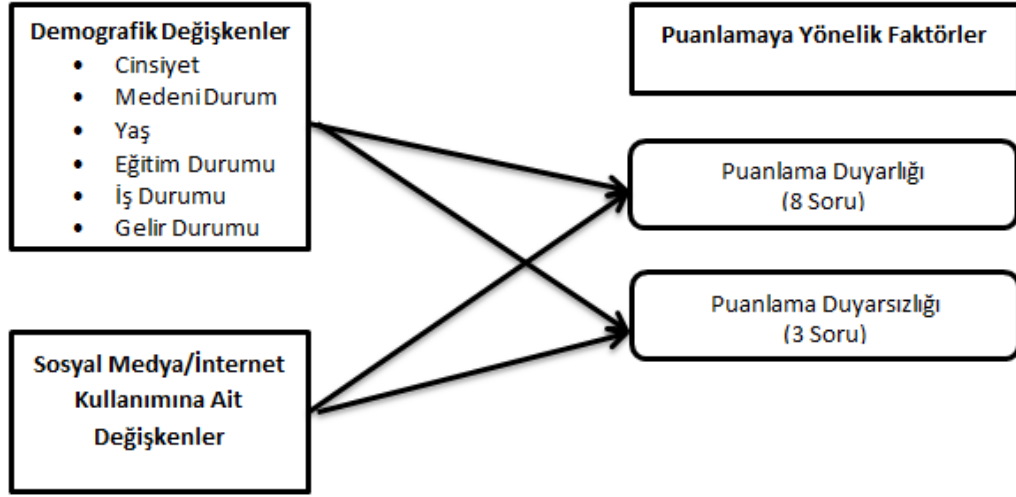 Demografik Değişkenler
• Cinsiyet
• Medeni Durum
• Yaş
• Eğitim Durumu
• İş Durumu
• Gelir Durumu
Sosyal Medya/İnternet
Kullanımına Ait
Değişkenler
Puanlamaya Yönelik Faktörler
Puanlama Duyarlığı
(8 Soru)
Puanlama Duyarsızlığı
(3 Soru)